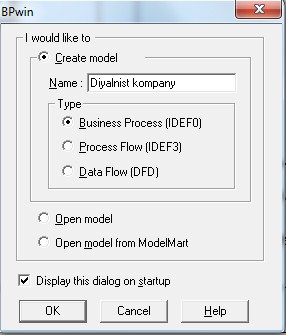 BPwin
I would like to
Create model
Name : Diyalnist kompany
Type
Business Process (IDEF0)
Process Flow (IDEF3)
Data Flow (DFD)
Open model
Open model from ModelMart
Display this dialog on startup
OK Cancel Help